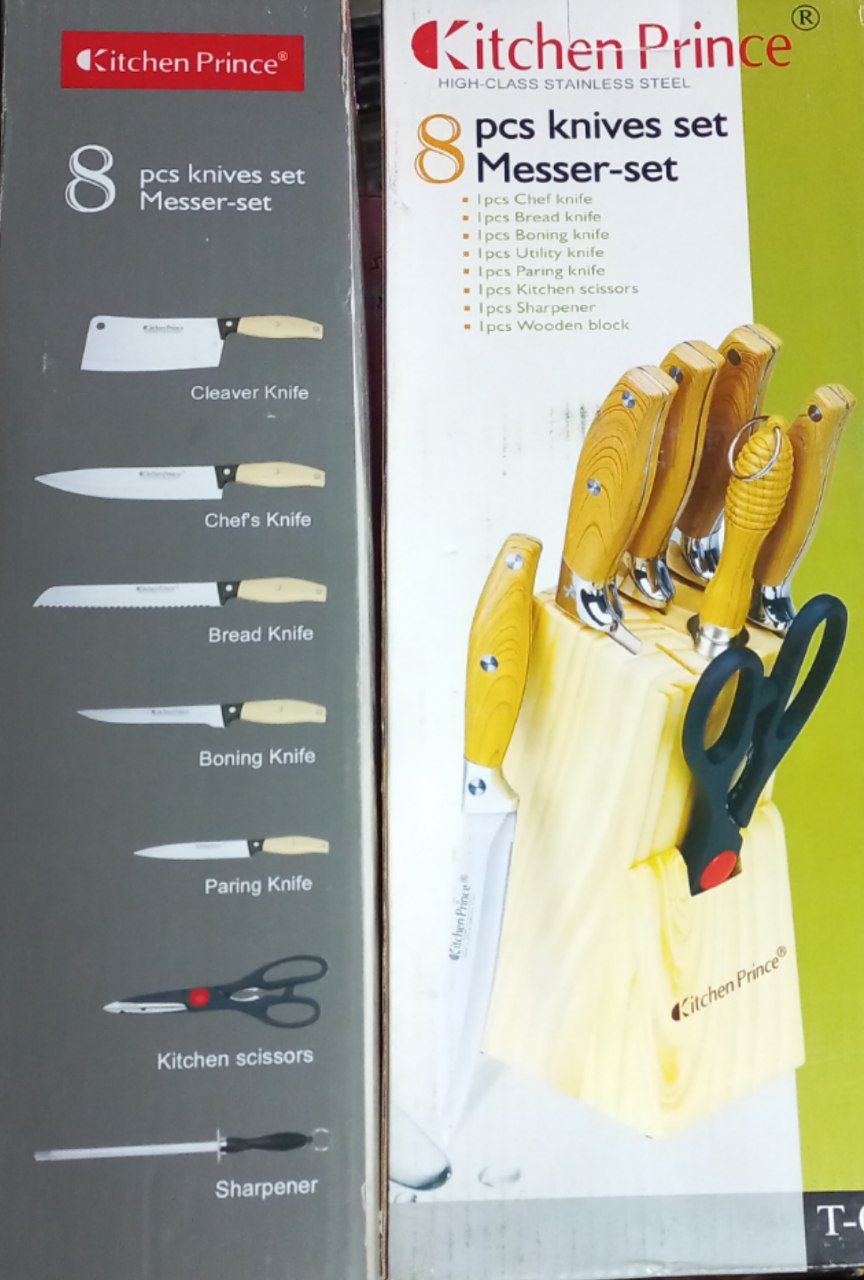 Kitchen Prince®
8 pcs knives set
Messer-set
Cleaver Knife
Chef's Knife
Bread Knife
Boning Knife
Paring Knife
Kitchen scissors
Sharpener
Kitchen Prince®
HIGH-CLASS STAINLESS STEEL
8 pcs knives set
Messer-set
1pcs Chef knife
1pcs Bread knife
1pcs Boning knife
1pcs Utility knife
1pcs Paring knife
1pcs Kitchen scissors
1pcs Sharpener
1pcs Wooden block
Kitchen Prince®
Kitchen Prince®